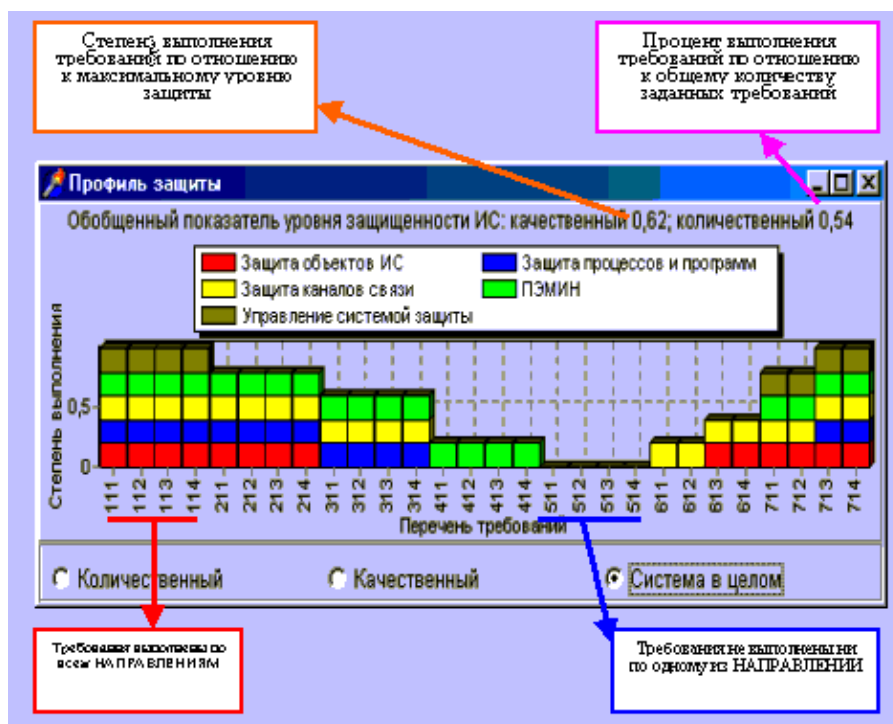 Степень выполнения
требований по отношению
к максимальному уровню
защиты
Процент выполнения
требований по отношению
к общему количеству
заданных требований
Профиль защиты
Обобщенный показатель уровня защищенности ИС: качественный 0,62; количественный 0,54
Защита объектов ИС
Защита процессов и программ
Защита каналов связи
ПЭМИН
Управление системой защиты
Степень выполнения
0,5
0
111 112 113 114 211 212 213 214 311 312 313 314 411 412 413 414 511 512 513 514 611 612 613 614 711 712 713 714
Перечень требований
Количественный
Качественный
Система в целом
Требования выполнены по
всем НАПРАВЛЕНИЯМ
Требования не выполнены ни
по одному из НАПРАВЛЕНИИ